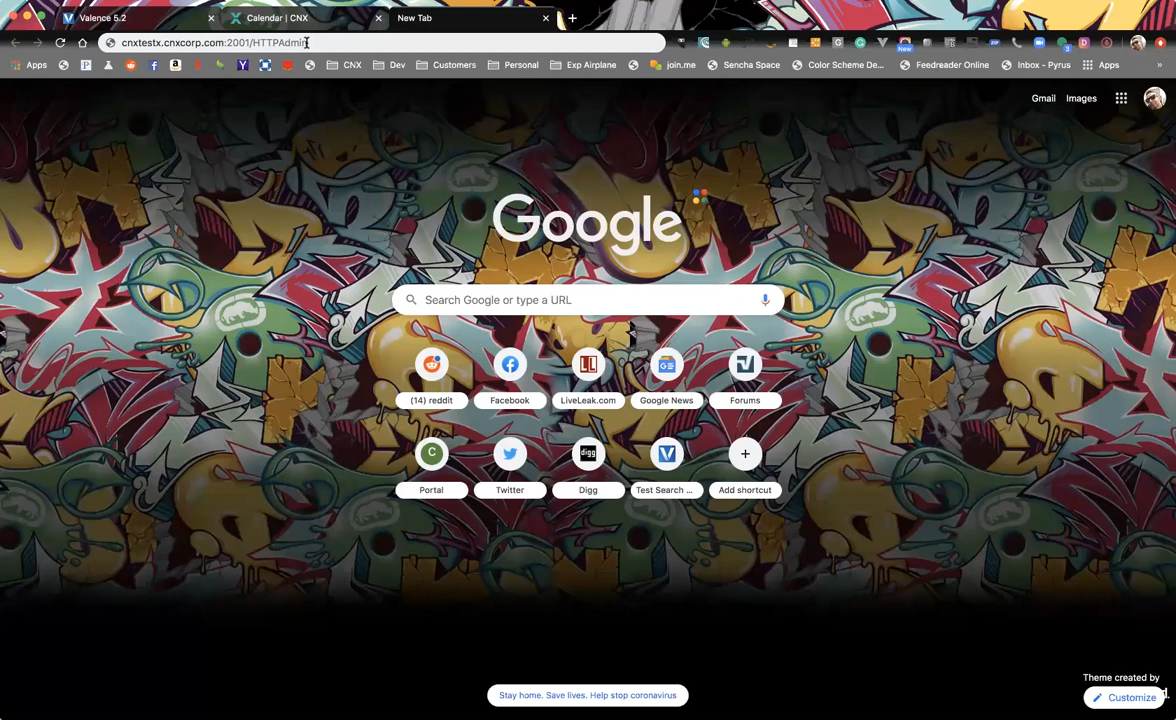 Valence 5.2
Calendar | CNX
New Tab
cnxtestx.cnxcorp.com:2001/HTTPAdmin
New
3
Apps
CNX
Dev
Customers
Personal
Exp Airplane
join.me
Sencha Space
Color Scheme De...
Feedreader Online
Inbox - Pyrus
Apps
»
Gmail
Images
Google
Search Google or type a URL
(14) reddit
Facebook
LiveLeak.com
Google News
Forums
C
digg
Portal
Twitter
Digg
Test Search ...
Add shortcut
Stay home. Save lives. Help stop coronavirus
Theme created by
Customize